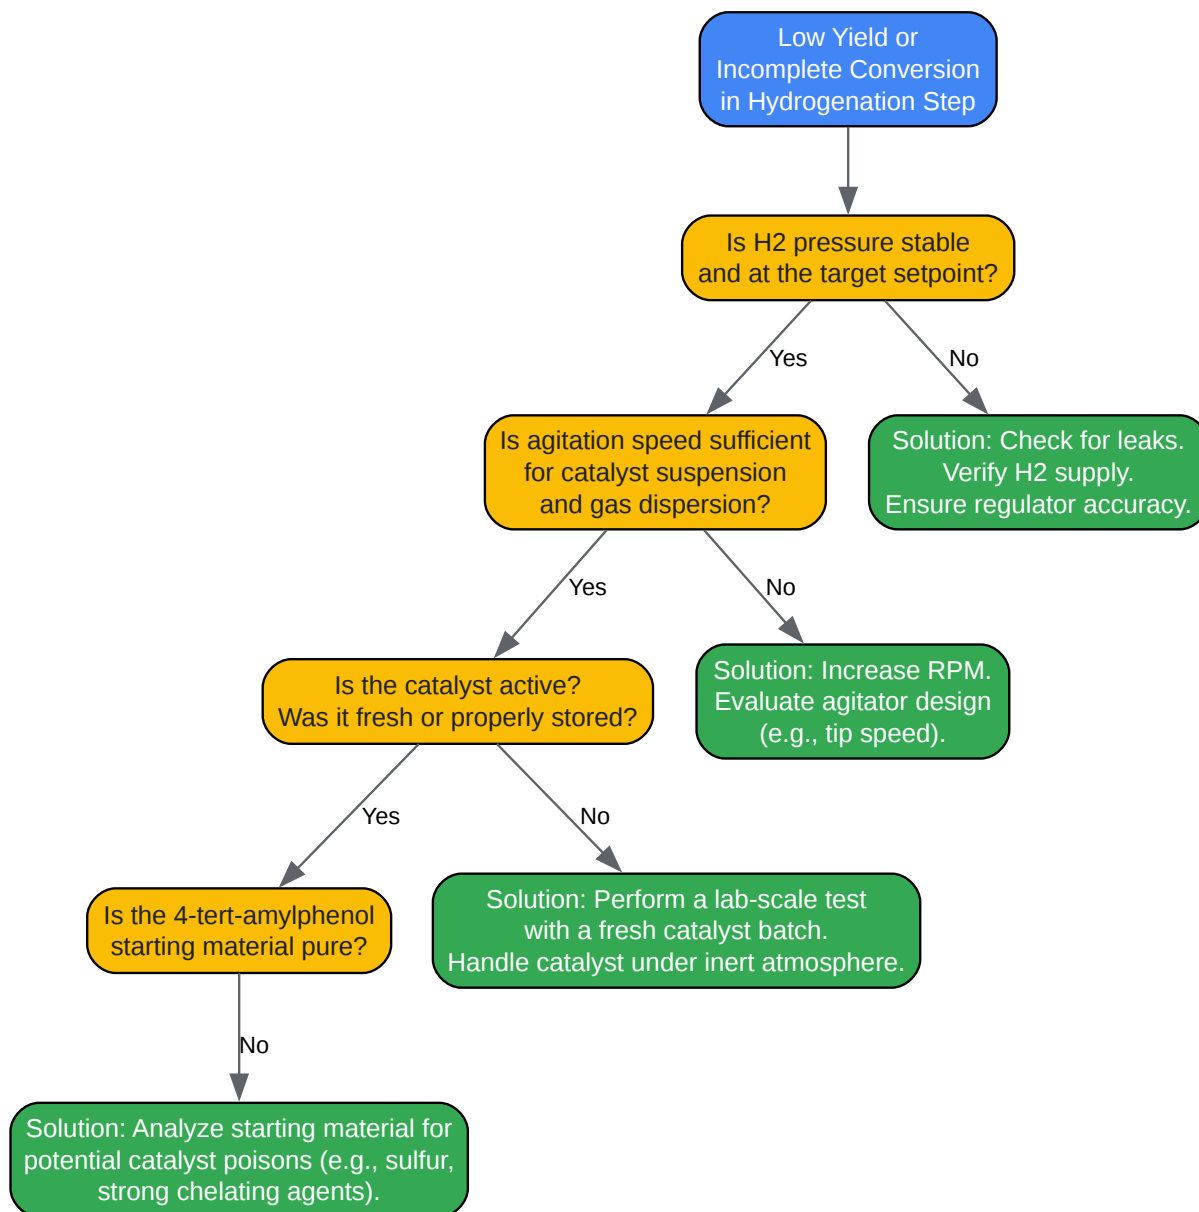 Low Yield or
Incomplete Conversion
in Hydrogenation Step
Is H2 pressure stable
and at the target setpoint?
Yes
No
Is agitation speed sufficient
for catalyst suspension
and gas dispersion?
Solution: Check for leaks.
Verify H2 supply.
Ensure regulator accuracy.
Yes
No
Is the catalyst active?
Was it fresh or properly stored?
Solution: Increase RPM.
Evaluate agitator design
(e.g., tip speed).
Yes
No
Is the 4-tert-amylphenol
starting material pure?
Solution: Perform a lab-scale test
with a fresh catalyst batch.
Handle catalyst under inert atmosphere.
No
Solution: Analyze starting material for
potential catalyst poisons (e.g., sulfur,
strong chelating agents).